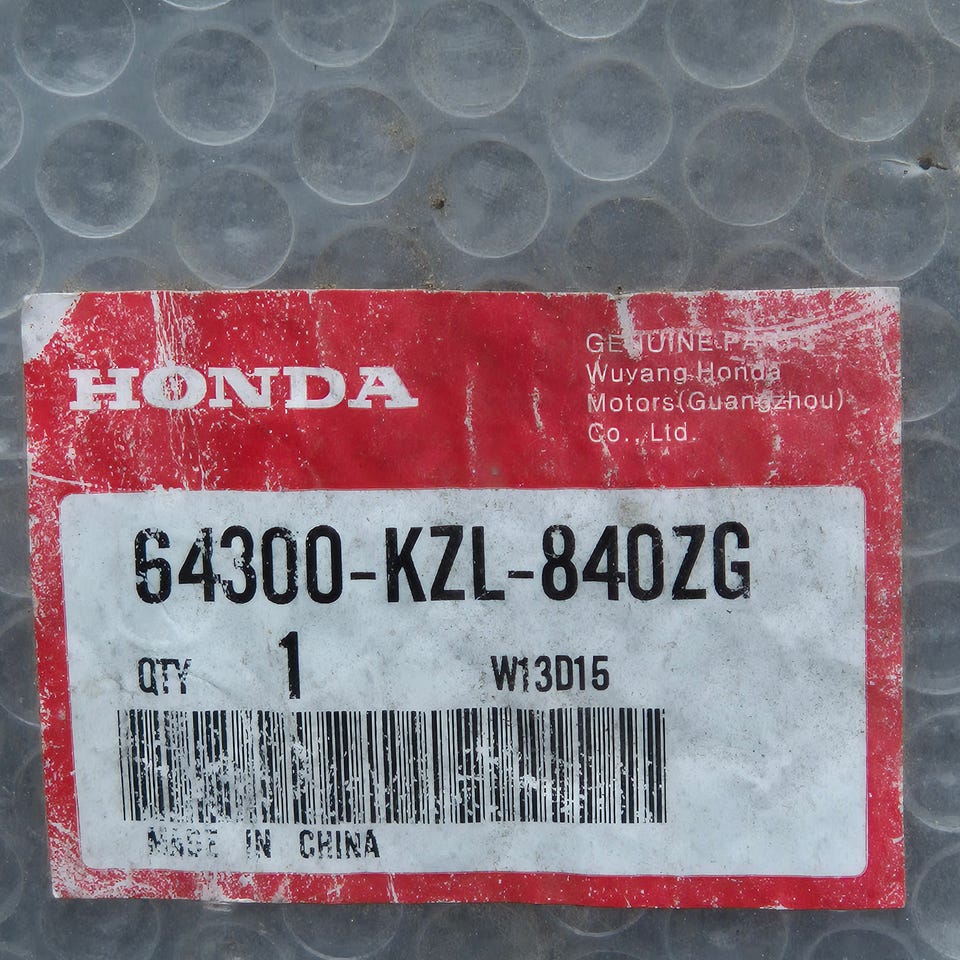 HONDA
GENUINE PARTS
Wuyang-Honda
Motors(Guangzhou)
Co.,Ltd.
64300-KZL-840ZG
QTY 1 W13D15
MADE IN CHINA